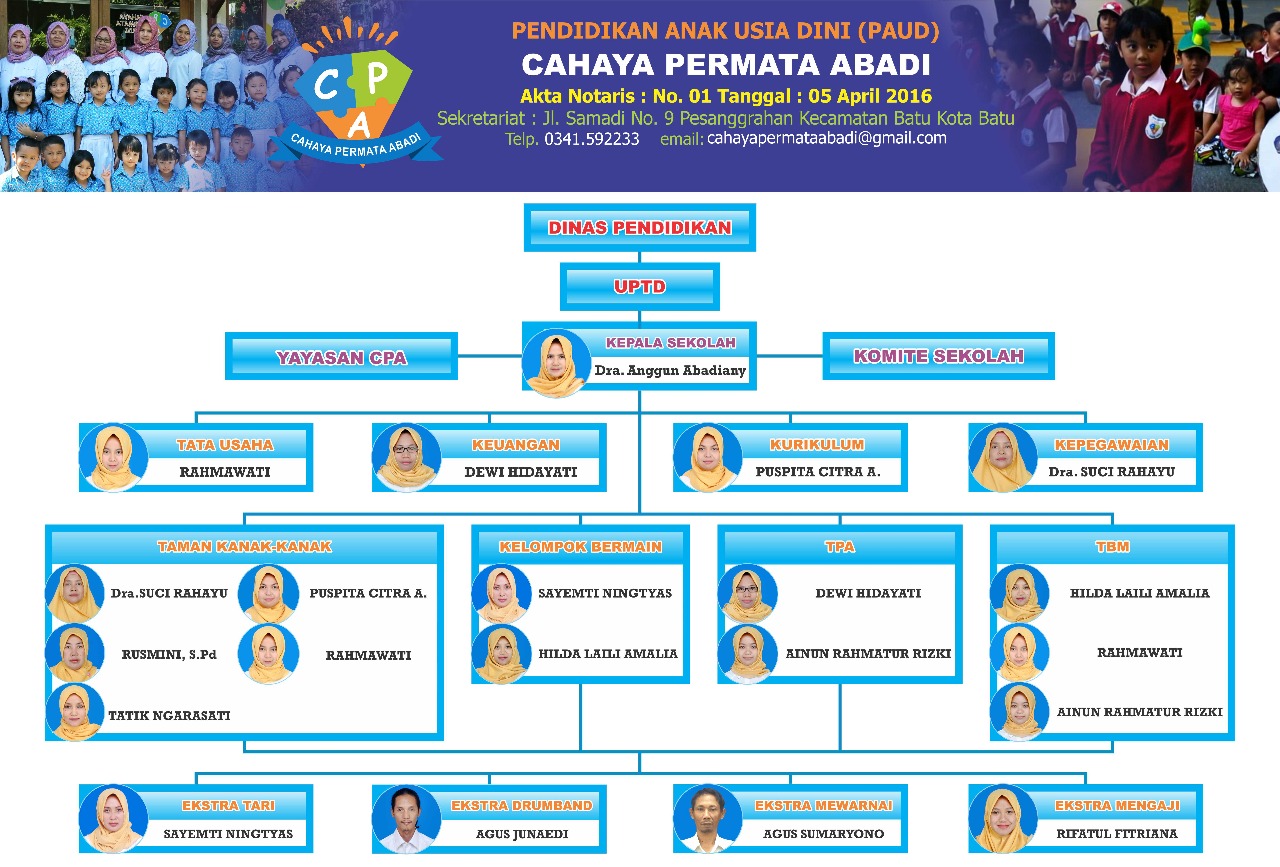 PENDIDIKAN ANAK USIA DINI (PAUD)
CAHAYA PERMATA ABADI
Akta Notaris : No. 01 Tanggal : 05 April 2016
Sekretariat : Jl. Samadi No. 9 Pesanggrahan Kecamatan Batu Kota Batu
Telp. 0341.592233 email: cahayapermataabadi@gmail.com
C P A
CAHAYA PERMATA ABADI
DINAS PENDIDIKAN
UPTD
YAYASAN CPA
KEPALA SEKOLAH
Dra. Anggun Abadiany
KOMITE SEKOLAH
TATA USAHA
RAHMAWATI
KEUANGAN
DEWI HIDAYATI
KURIKULUM
PUSPITA CITRA A.
KEPEGAWAIAN
Dra. SUCI RAHAYU
TAMAN KANAK-KANAK
Dra.SUCI RAHAYU
PUSPITA CITRA A.
RUSMINI, S.Pd
RAHMAWATI
TATIK NGARASATI
KELOMPOK BERMAIN
SAYEMTI NINGTYAS
HILDA LAILI AMALIA
TPA
DEWI HIDAYATI
AINUN RAHMATUR RIZKI
TBM
HILDA LAILI AMALIA
RAHMAWATI
AINUN RAHMATUR RIZKI
EKSTRA TARI
SAYEMTI NINGTYAS
EKSTRA DRUMBAND
AGUS JUNAEDI
EKSTRA MEWARNAI
AGUS SUMARYONO
EKSTRA MENGAJI
RIFATUL FITRIANA